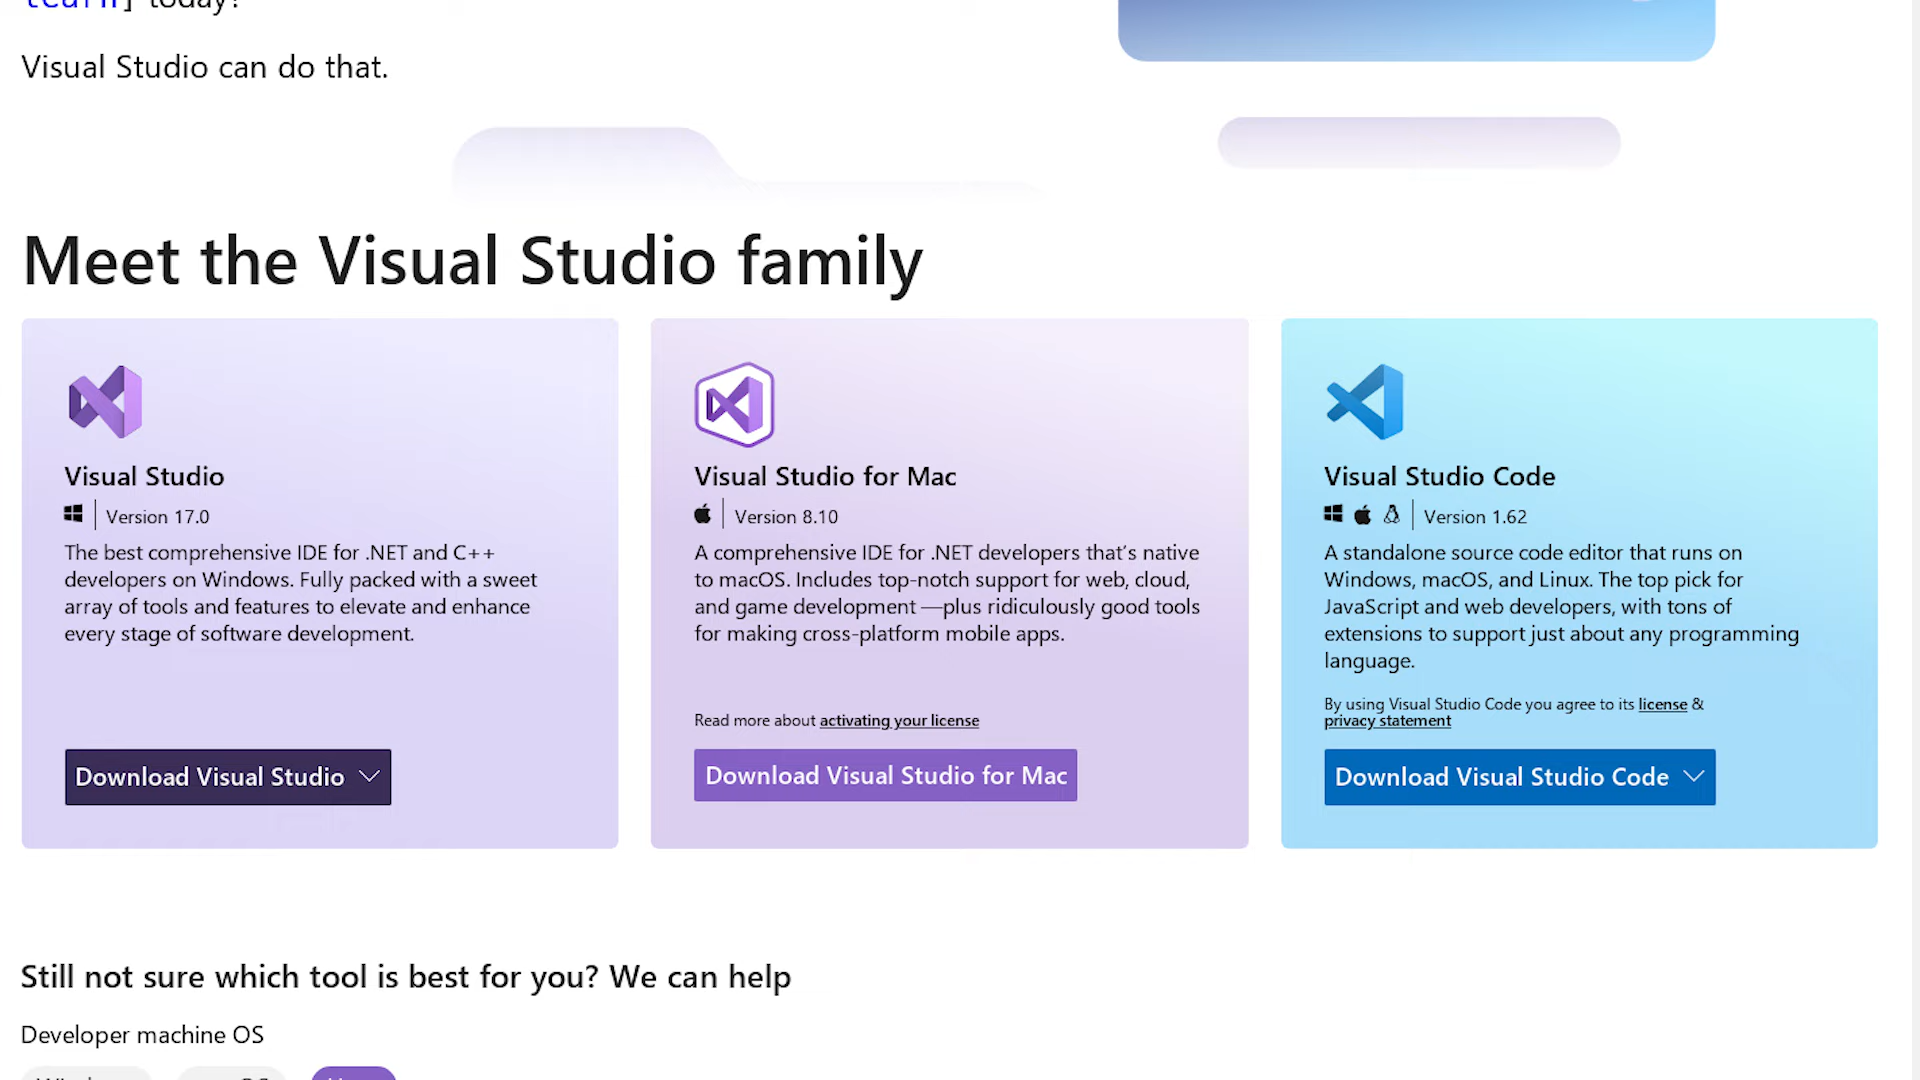 today?
Visual Studio can do that.
Meet the Visual Studio family
Visual Studio
Version 17.0
The best comprehensive IDE for .NET and C++
developers on Windows. Fully packed with a sweet
array of tools and features to elevate and enhance
every stage of software development.
Download Visual Studio
Visual Studio for Mac
Version 8.10
A comprehensive IDE for .NET developers that's native
to macOS. Includes top-notch support for web, cloud,
and game development —plus ridiculously good tools
for making cross-platform mobile apps.
Read more about activating your license
Download Visual Studio for Mac
Visual Studio Code
Version 1.62
A standalone source code editor that runs on
Windows, macOS, and Linux. The top pick for
JavaScript and web developers, with tons of
extensions to support just about any programming
language.
By using Visual Studio Code you agree to its license &
privacy statement
Download Visual Studio Code
Still not sure which tool is best for you? We can help
Developer machine OS